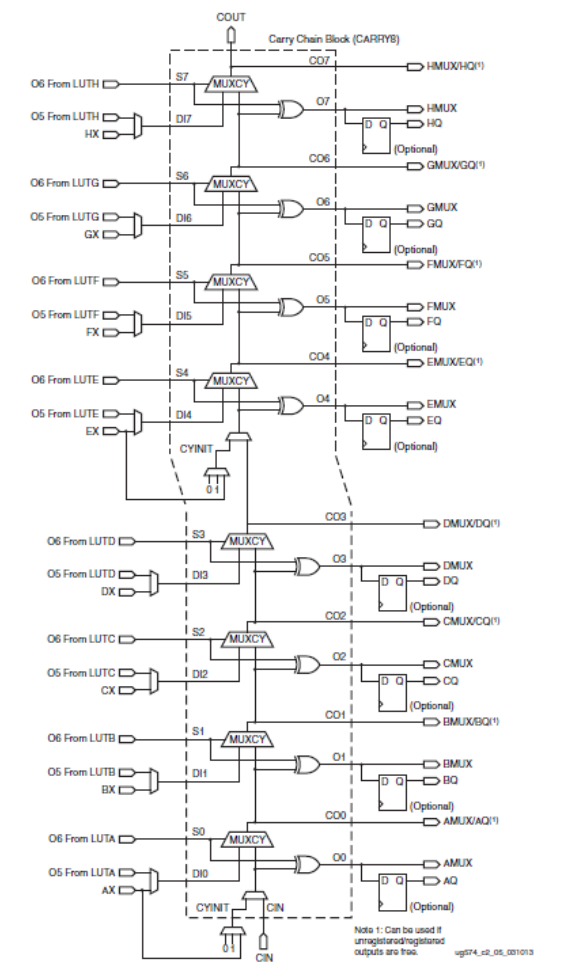 COUT
Carry Chain Block (CARRY8)
CO7
HMUX/HQ(1)
S7
O6 From LUTH
MUXCY
O7
HMUX
O5 From LUTH
DI7
D Q
HQ
HX
(Optional)
CO6
GMUX/GQ(1)
S6
O6 From LUTG
MUXCY
O6
GMUX
O5 From LUTG
DI6
D Q
GQ
GX
(Optional)
CO5
FMUX/FQ(1)
S5
O6 From LUTF
MUXCY
O5
FMUX
O5 From LUTF
DI5
D Q
FQ
FX
(Optional)
CO4
EMUX/EQ(1)
S4
O6 From LUTE
MUXCY
O4
EMUX
O5 From LUTE
DI4
D Q
EQ
EX
(Optional)
CYINIT
0 1
CO3
DMUX/DQ(1)
S3
O6 From LUTD
MUXCY
O3
DMUX
O5 From LUTD
DI3
D Q
DQ
DX
(Optional)
CO2
CMUX/CQ(1)
S2
O6 From LUTC
MUXCY
O2
CMUX
O5 From LUTC
DI2
D Q
CQ
CX
(Optional)
CO1
BMUX/BQ(1)
S1
O6 From LUTB
MUXCY
O1
BMUX
O5 From LUTB
DI1
D Q
BQ
BX
(Optional)
CO0
AMUX/AQ(1)
S0
O6 From LUTA
MUXCY
O0
AMUX
O5 From LUTA
DI0
D Q
AQ
AX
(Optional)
CYINIT
CIN
0 1
CIN
Note 1: Can be used if
unregistered/registered
outputs are free.
ug574_c2_05_031013